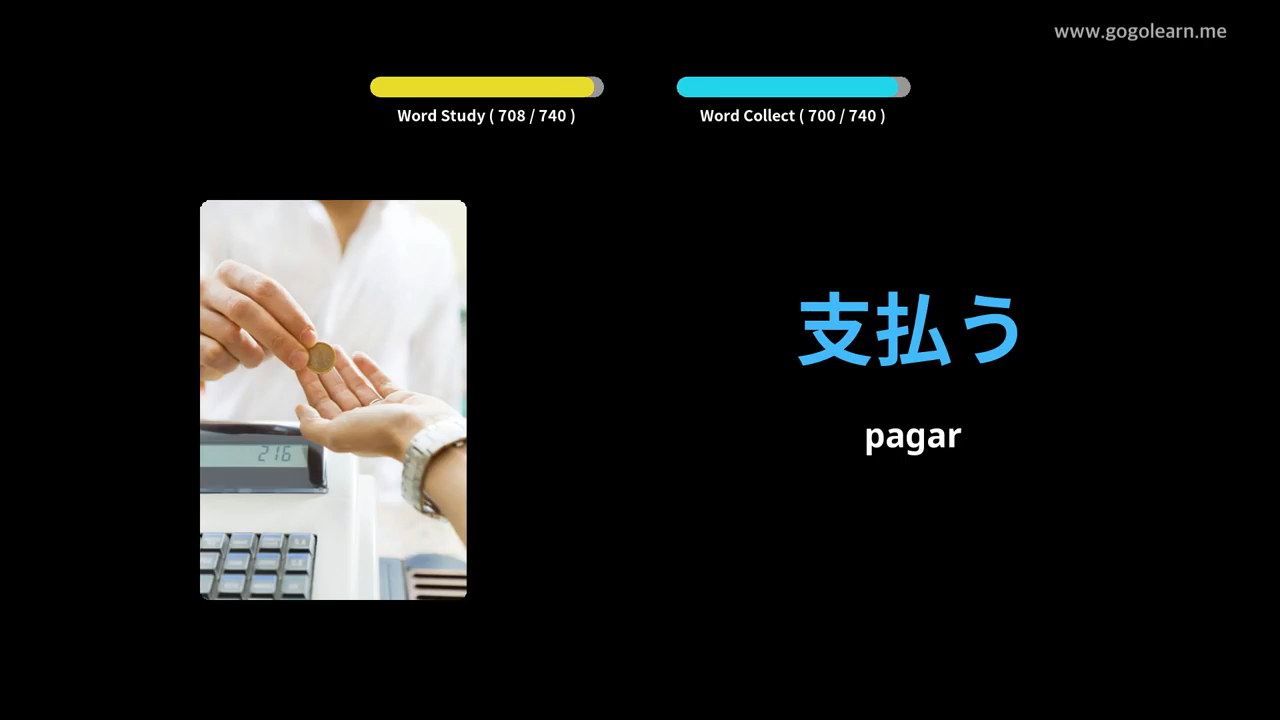 www.gogolearn.me
Word Study ( 708 / 740 )
Word Collect ( 700 / 740 )
支払う
pagar
216